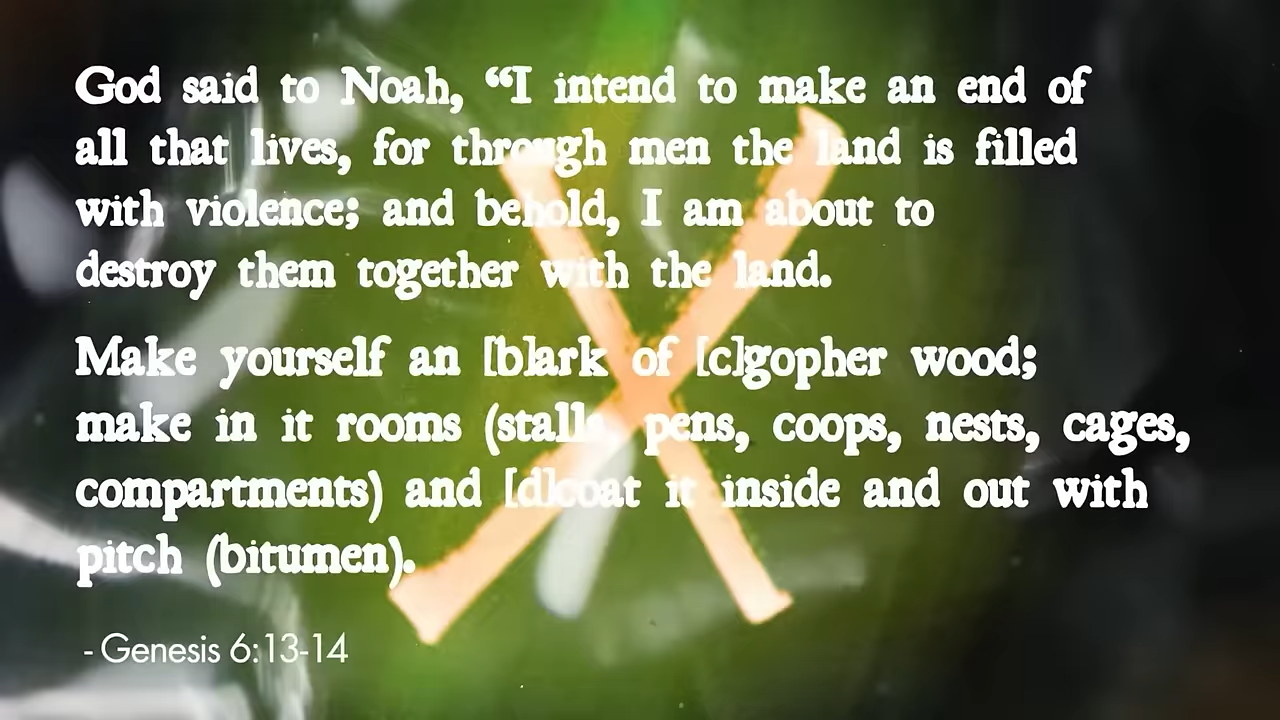 God said to Noah, “I intend to make an end of
all that lives, for through men the land is filled
with violence; and behold, I am about to
destroy them together with the land.
Make yourself an [b]ark of [c]gopher wood;
make in it rooms (stalls, pens, coops, nests, cages,
compartments) and [d]coat it inside and out with
pitch (bitumen).
- Genesis 6:13-14